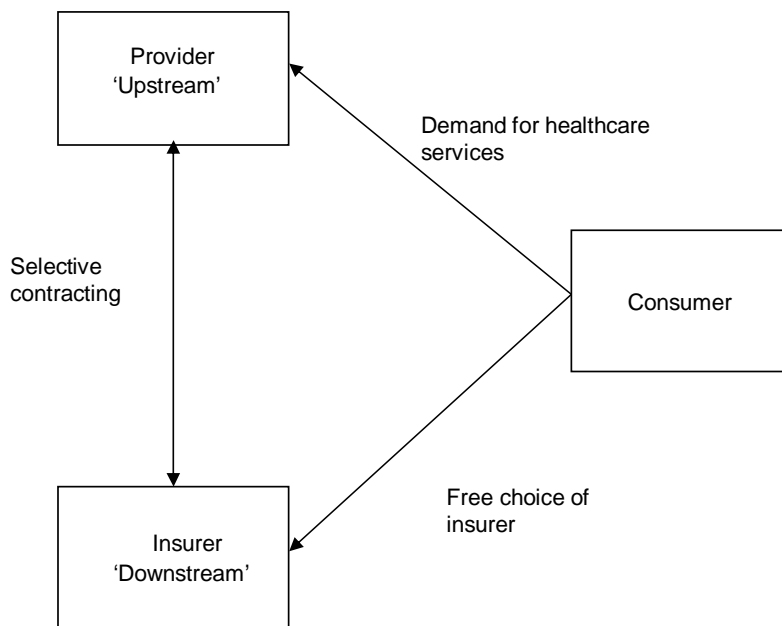 Provider
‘Upstream’
Demand for healthcare
services
Selective
contracting
Consumer
Free choice of
insurer
Insurer
‘Downstream’